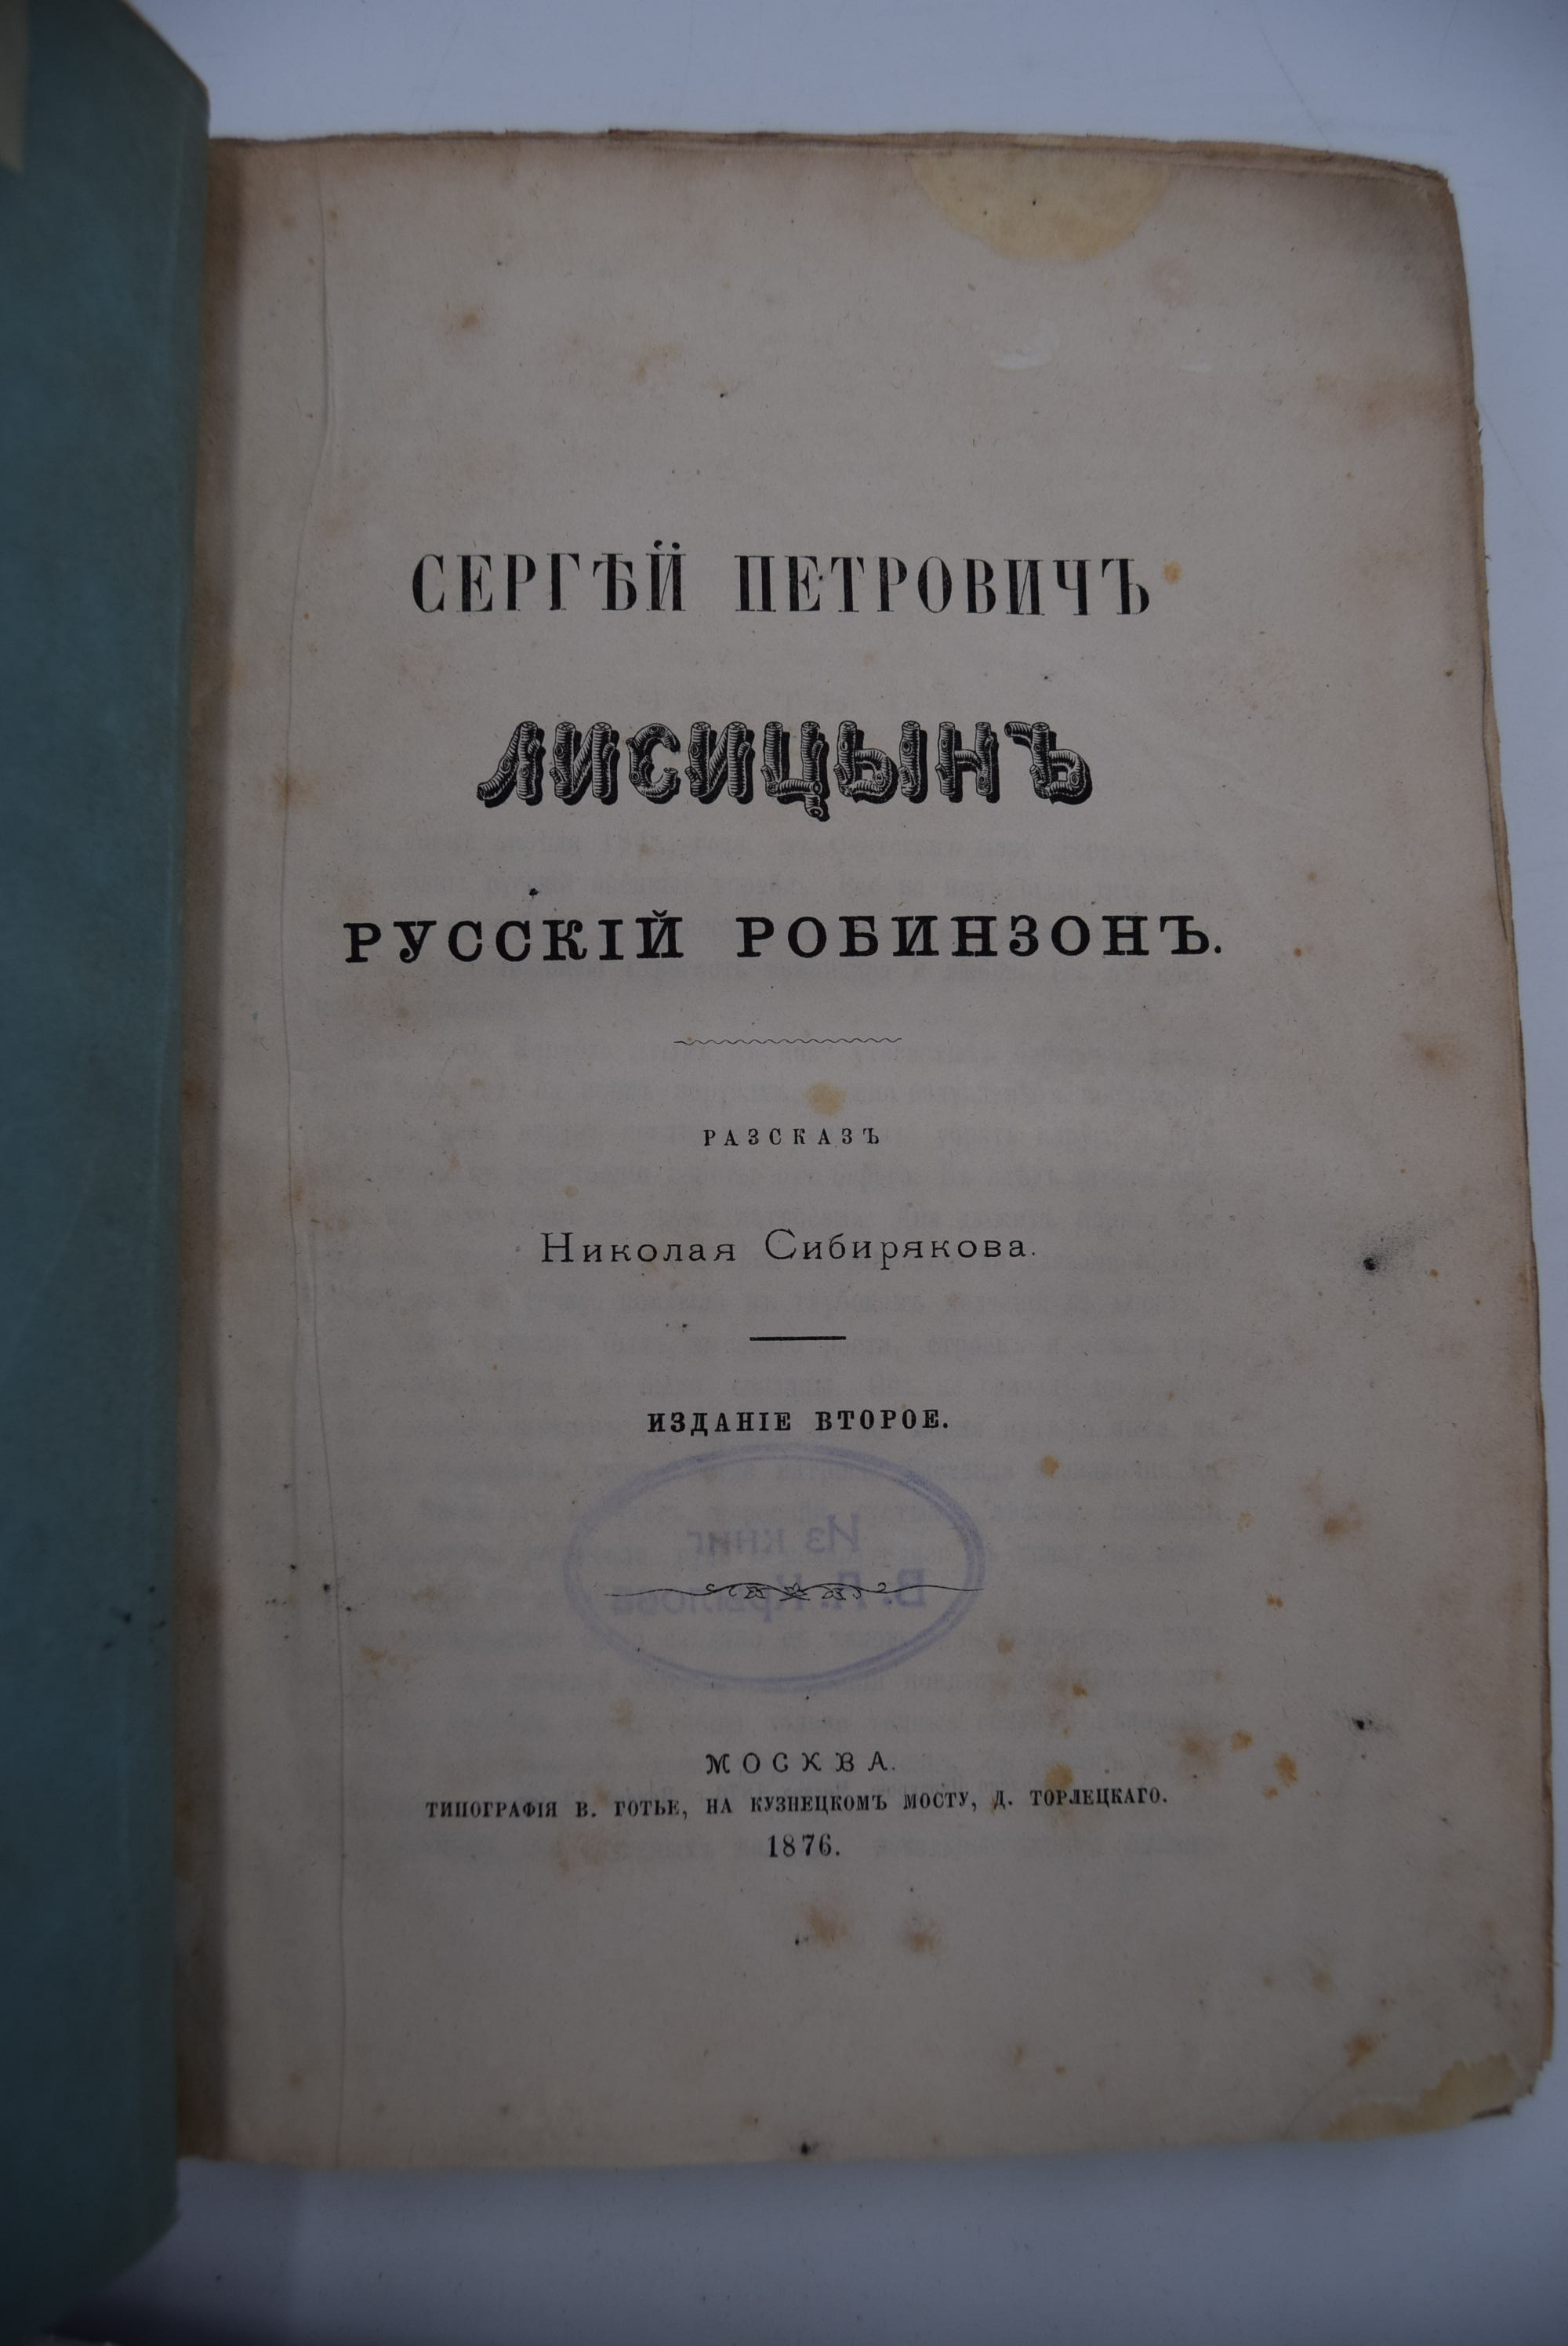 СЕРГѢЙ ПЕТРОВИЧЪ
ЛИСИЦЫНЪ
РУССКІЙ РОБИНЗОНЪ.
РАЗСКАЗЪ
Николая Сибирякова.
ИЗДАНІЕ ВТОРОЕ.
Из книг
В. Л. Крылова
МОСКВА.
ТИПОГРАФІЯ В. ГОТЬЕ, НА КУЗНЕЦКОМЪ МОСТУ, Д. ТОРЛЕЦКАГО.
1876.